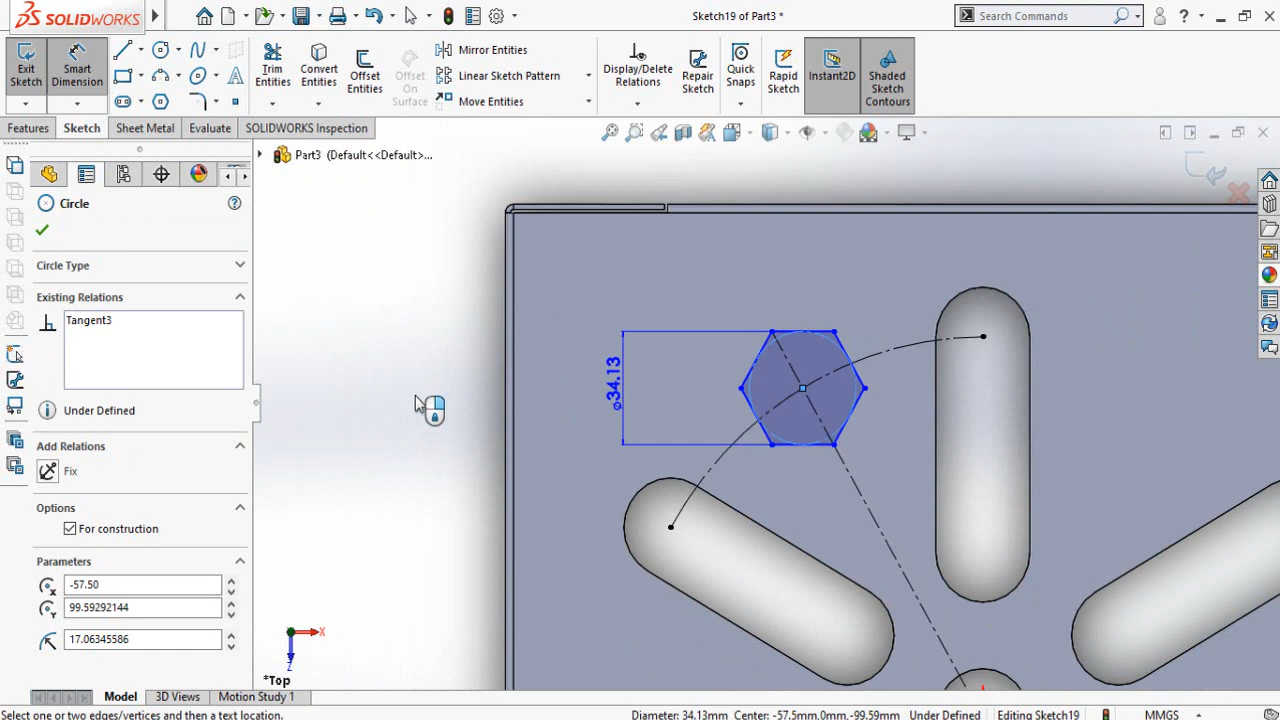 SOLIDWORKS
Sketch19 of Part3 *
Search Commands
?
Exit Sketch
Smart Dimension
Trim Entities
Convert Entities
Offset Entities
Offset On Surface
Mirror Entities
Linear Sketch Pattern
Move Entities
Display/Delete Relations
Repair Sketch
Quick Snaps
Rapid Sketch
Instant2D
Shaded Sketch Contours
Features
Sketch
Sheet Metal
Evaluate
SOLIDWORKS Inspection
Part3 (Default<<Default>...
Circle
Circle Type
Existing Relations
Tangent3
Under Defined
Add Relations
Fix
Options
For construction
Parameters
-57.50
99.59292144
17.06345586
⌀34.13
X
Z
*Top
Model
3D Views
Motion Study 1
Select one or two edges/vertices and then a text location.
Diameter: 34.13mm Center: -57.5mm,0mm,-99.59mm
Under Defined
Editing Sketch19
MMGS